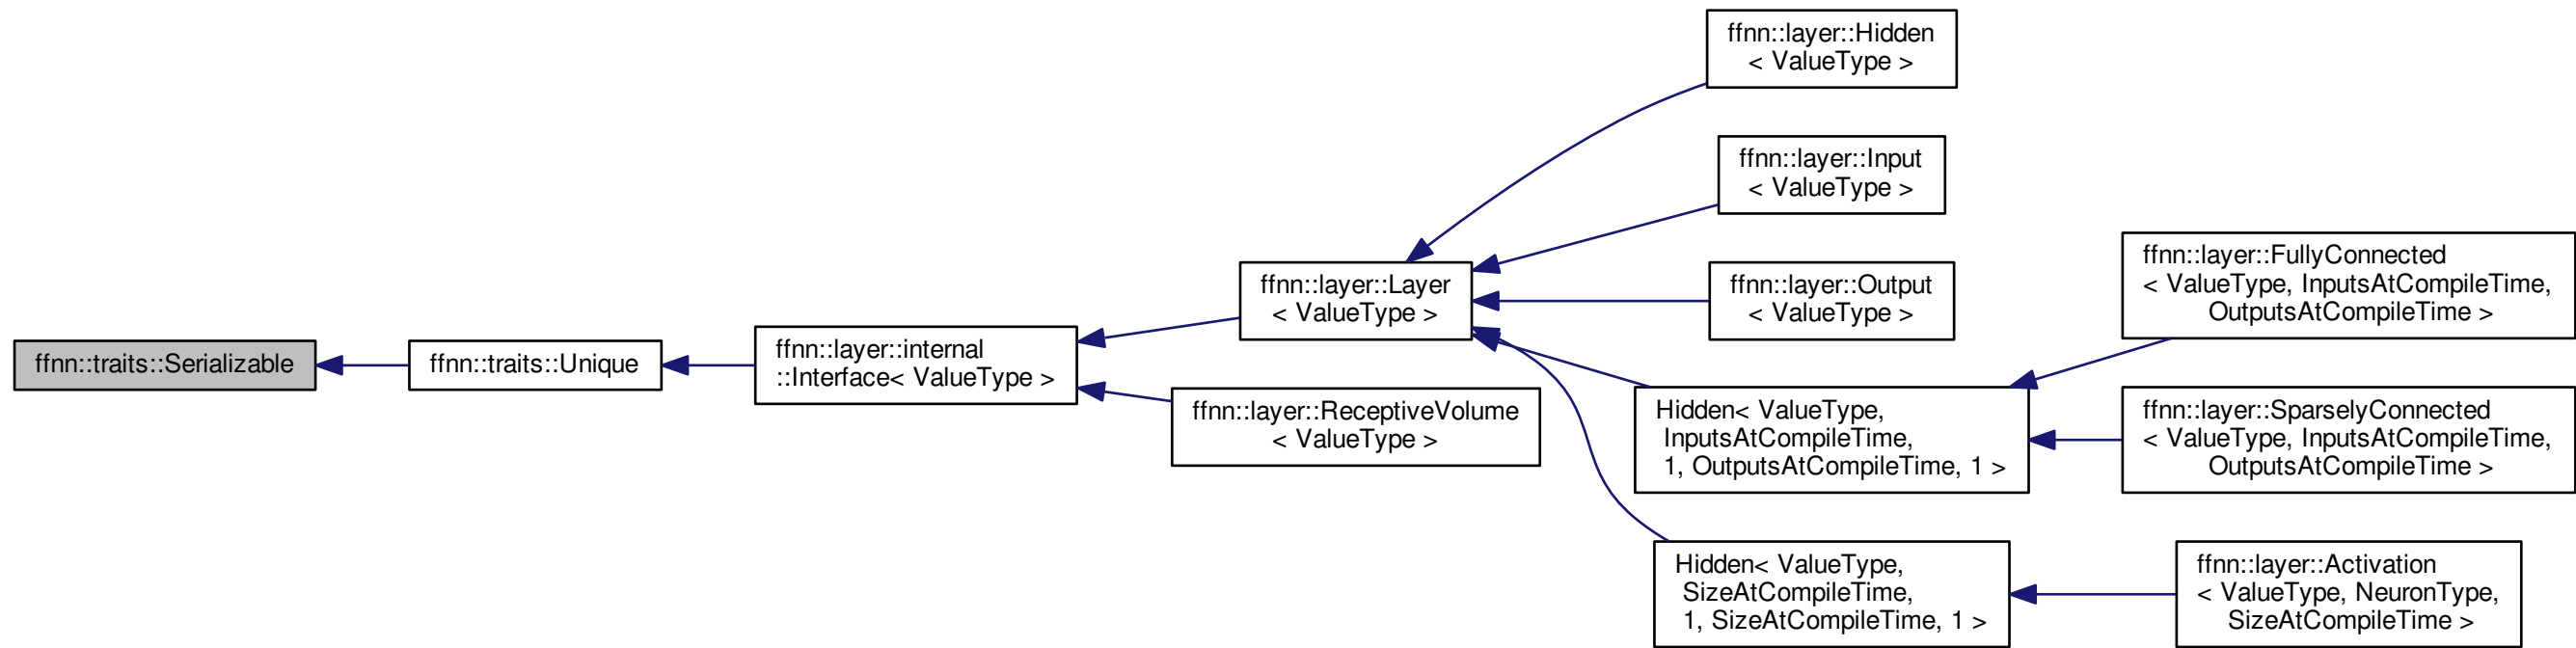 ffnn::layer::Hidden
< ValueType >
ffnn::layer::Input
< ValueType >
ffnn::layer::FullyConnected
< ValueType, InputsAtCompileTime,
OutputsAtCompileTime >
ffnn::layer::Layer
< ValueType >
ffnn::layer::Output
< ValueType >
ffnn::traits::Serializable
ffnn::traits::Unique
ffnn::layer::internal
::Interface< ValueType >
ffnn::layer::ReceptiveVolume
< ValueType >
Hidden< ValueType,
InputsAtCompileTime,
1, OutputsAtCompileTime, 1 >
ffnn::layer::SparselyConnected
< ValueType, InputsAtCompileTime,
OutputsAtCompileTime >
Hidden< ValueType,
SizeAtCompileTime,
1, SizeAtCompileTime, 1 >
ffnn::layer::Activation
< ValueType, NeuronType,
SizeAtCompileTime >